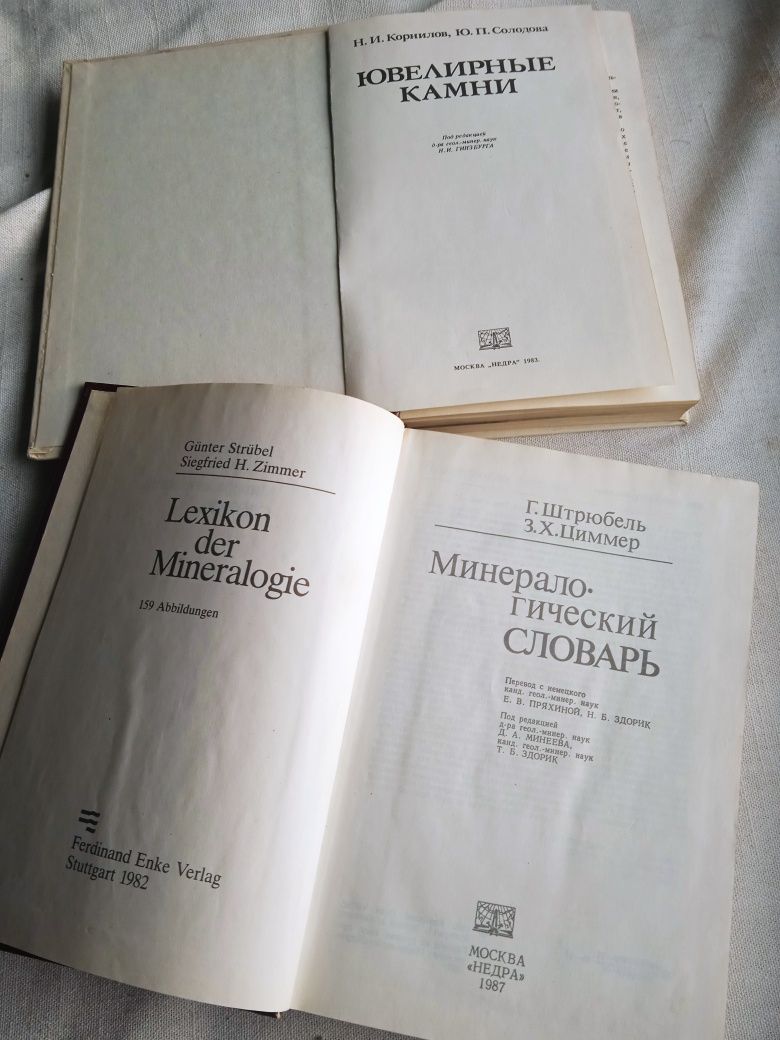 Н. И. Корнилов, Ю. П. Солодова
ЮВЕЛИРНЫЕ
КАМНИ
Под редакцией
д-ра геол.-минер. наук
Н.И. ГИНЗБУРГА
МОСКВА „НЕДРА" 1983
Günter Strübel
Siegfried H. Zimmer
Lexikon
der
Mineralogie
159 Abbildungen
Ferdinand Enke Verlag
Stuttgart 1982
Г. Штрюбель
З.Х.Циммер
Минерало-
гический
СЛОВАРЬ
Перевод с немецкого
канд. геол.-минер. наук
Е. В. ПРЯХИНОЙ, Н. Б. ЗДОРИК
Под редакцией
д-ра геол.-минер. наук
Д. А. МИНЕЕВА,
канд. геол.-минер. наук
Т. Б. ЗДОРИК
МОСКВА
«НЕДРА»
1987